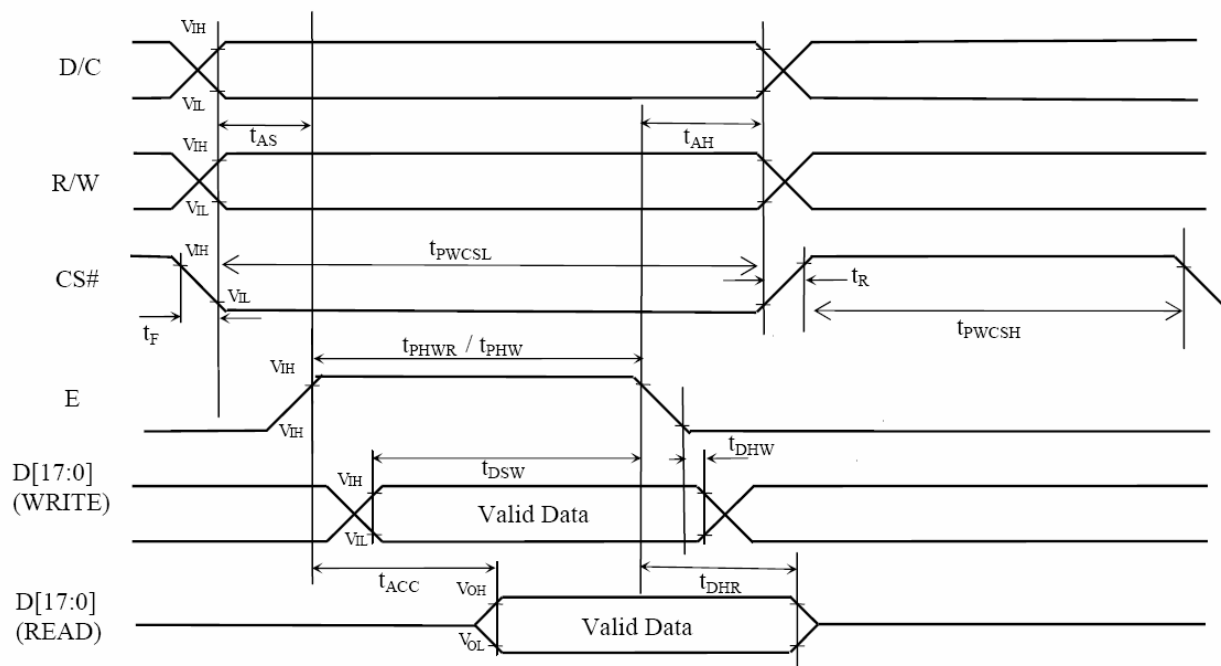 VIH
D/C
VIL
tAS
tAH
VIH
R/W
VIL
VIH
tPWCSL
CS#
VIL
tR
tF
tPWCSH
tPHWR / tPHW
VIH
E
VIH
tDHW
D[17:0]
(WRITE)
VIH
tDSW
Valid Data
VIL
tACC
tDHR
D[17:0]
(READ)
VOH
Valid Data
VOL